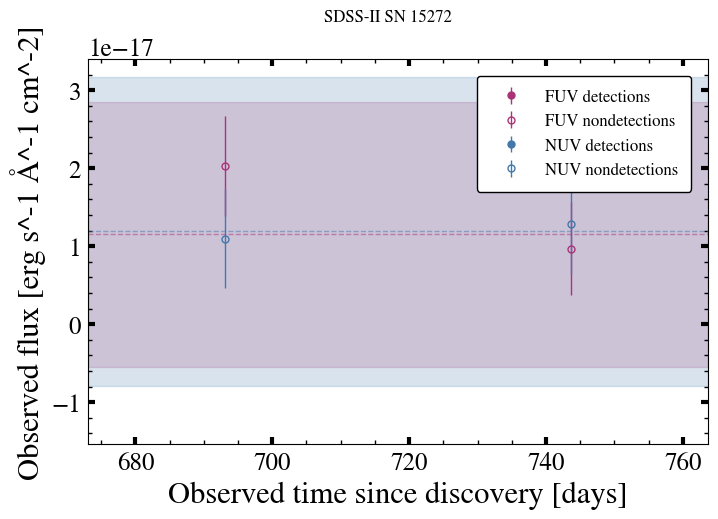 SDSS-II SN 15272
1e−17
FUV detections
FUV nondetections
NUV detections
NUV nondetections
3
2
1
0
−1
Observed flux [erg s^-1 Å^-1 cm^-2]
680 700 720 740 760
Observed time since discovery [days]